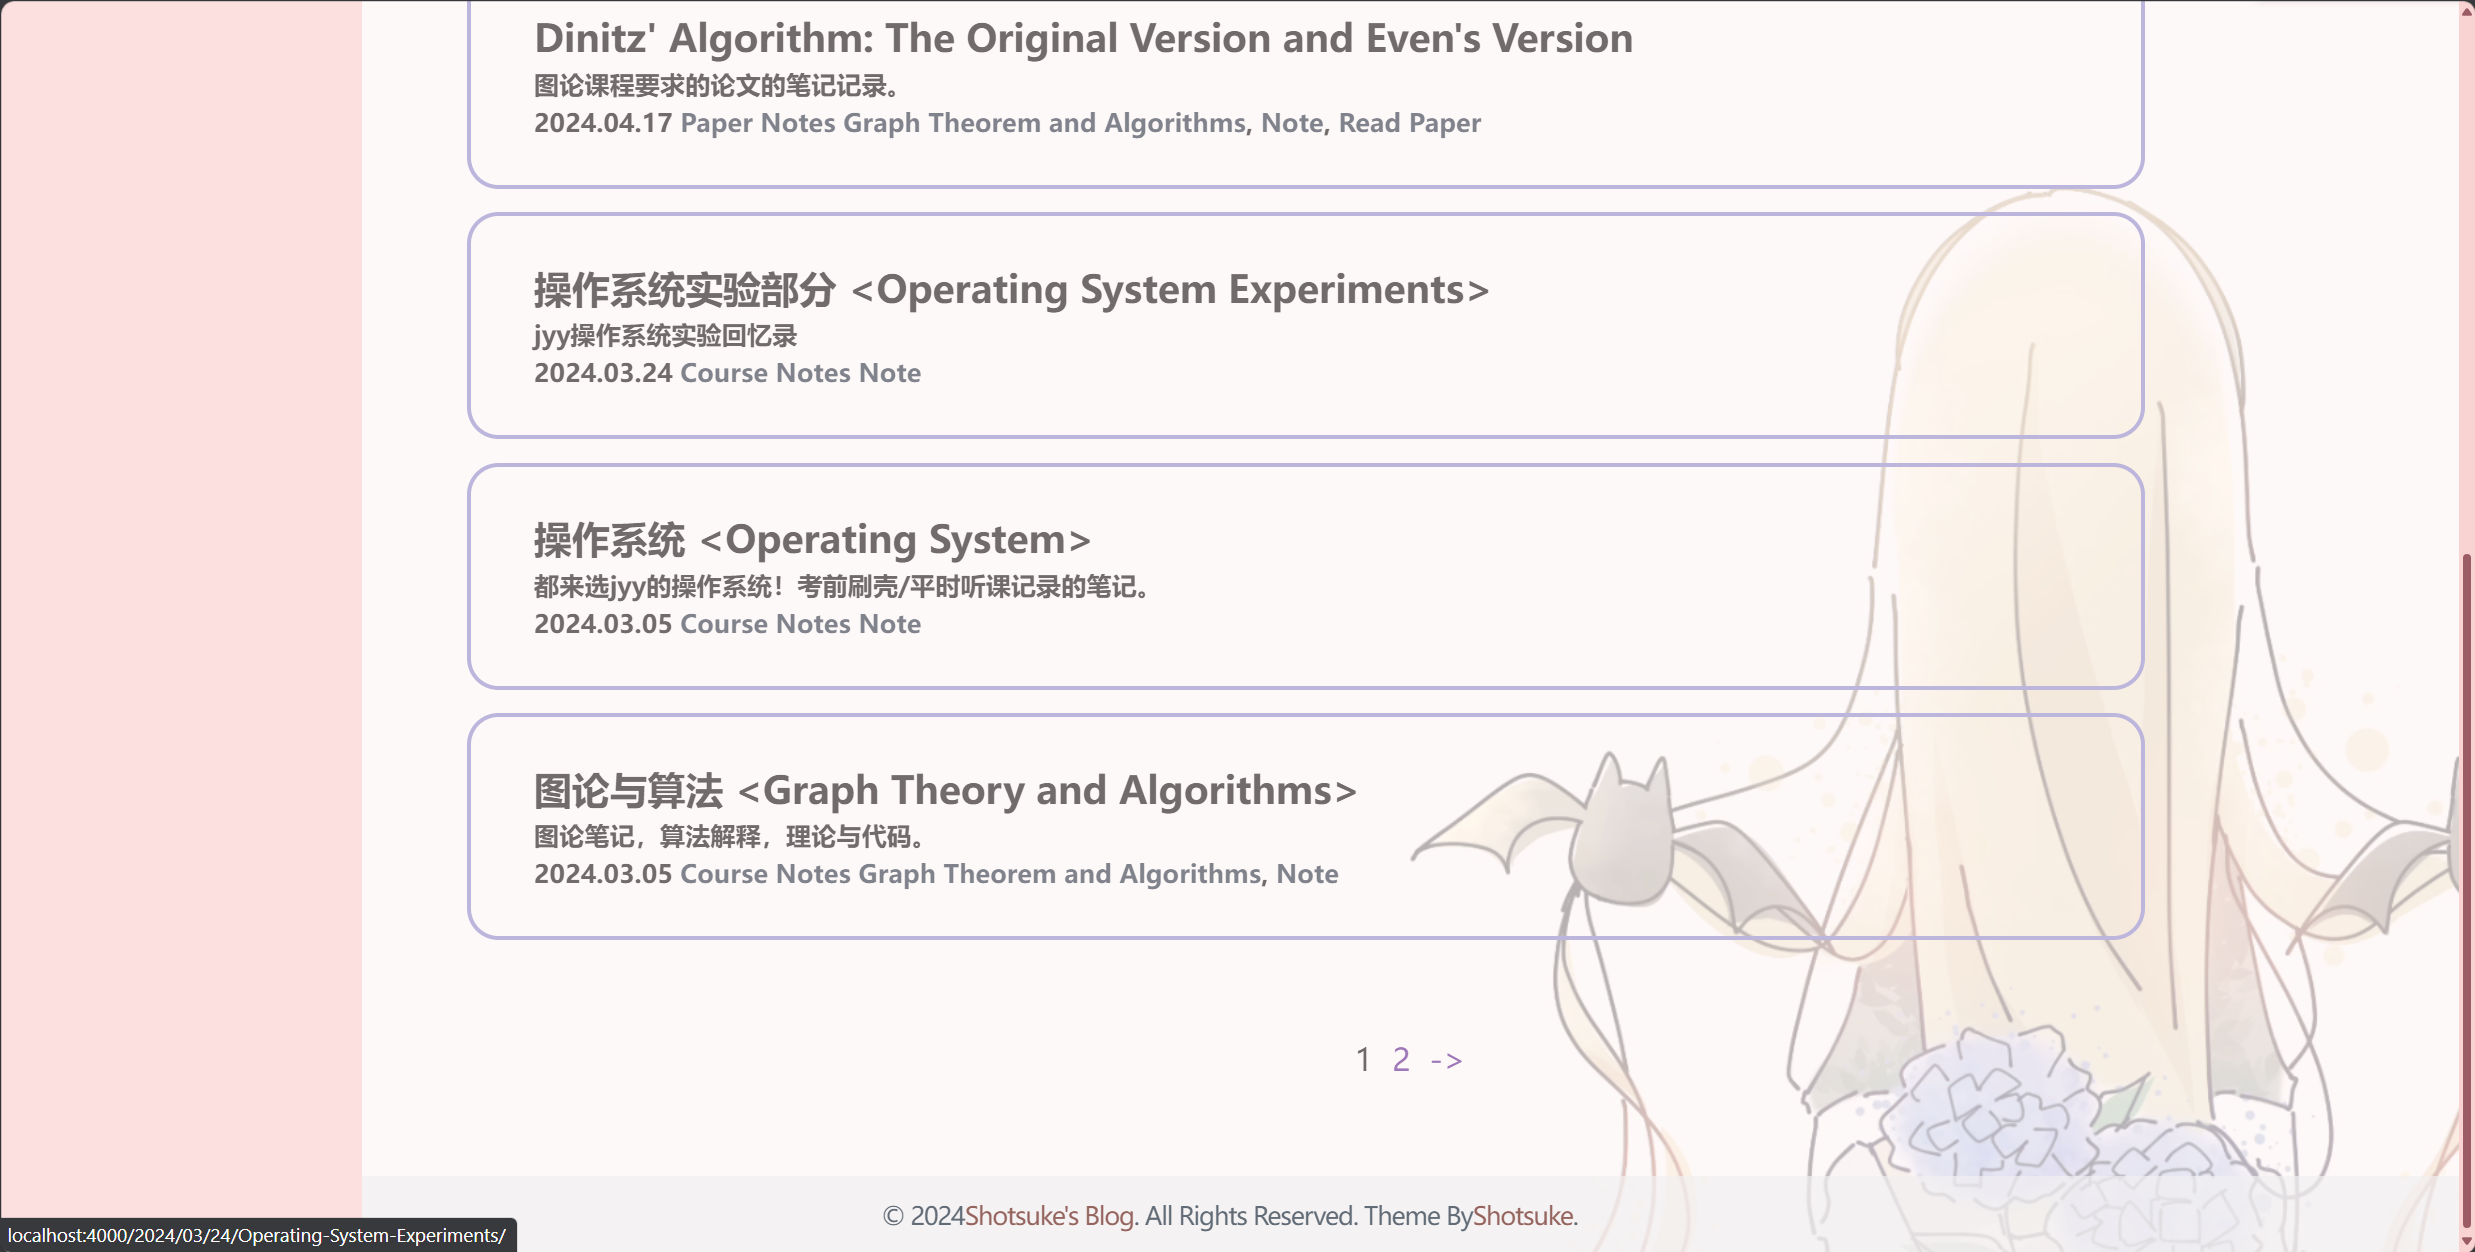 Dinitz' Algorithm: The Original Version and Even's Version
图论课程要求的论文的笔记记录。
2024.04.17 Paper Notes Graph Theorem and Algorithms, Note, Read Paper
操作系统实验部分 <Operating System Experiments>
jyy操作系统实验回忆录
2024.03.24 Course Notes Note
操作系统 <Operating System>
都来选jyy的操作系统！考前刷壳/平时听课记录的笔记。
2024.03.05 Course Notes Note
图论与算法 <Graph Theory and Algorithms>
图论笔记，算法解释，理论与代码。
2024.03.05 Course Notes Graph Theorem and Algorithms, Note
1 2 ->
© 2024Shotsuke's Blog. All Rights Reserved. Theme ByShotsuke.
localhost:4000/2024/03/24/Operating-System-Experiments/